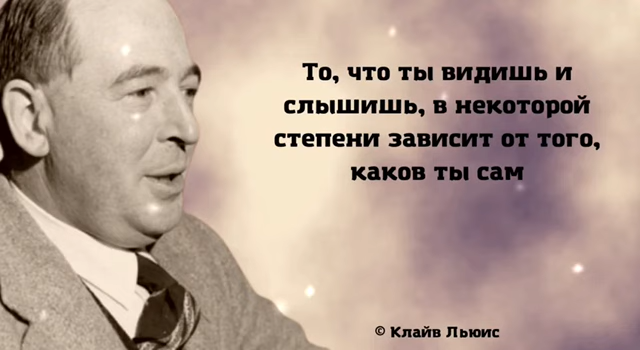 То, что ты видишь и
слышишь, в некоторой
степени зависит от того,
каков ты сам
© Клайв Льюис